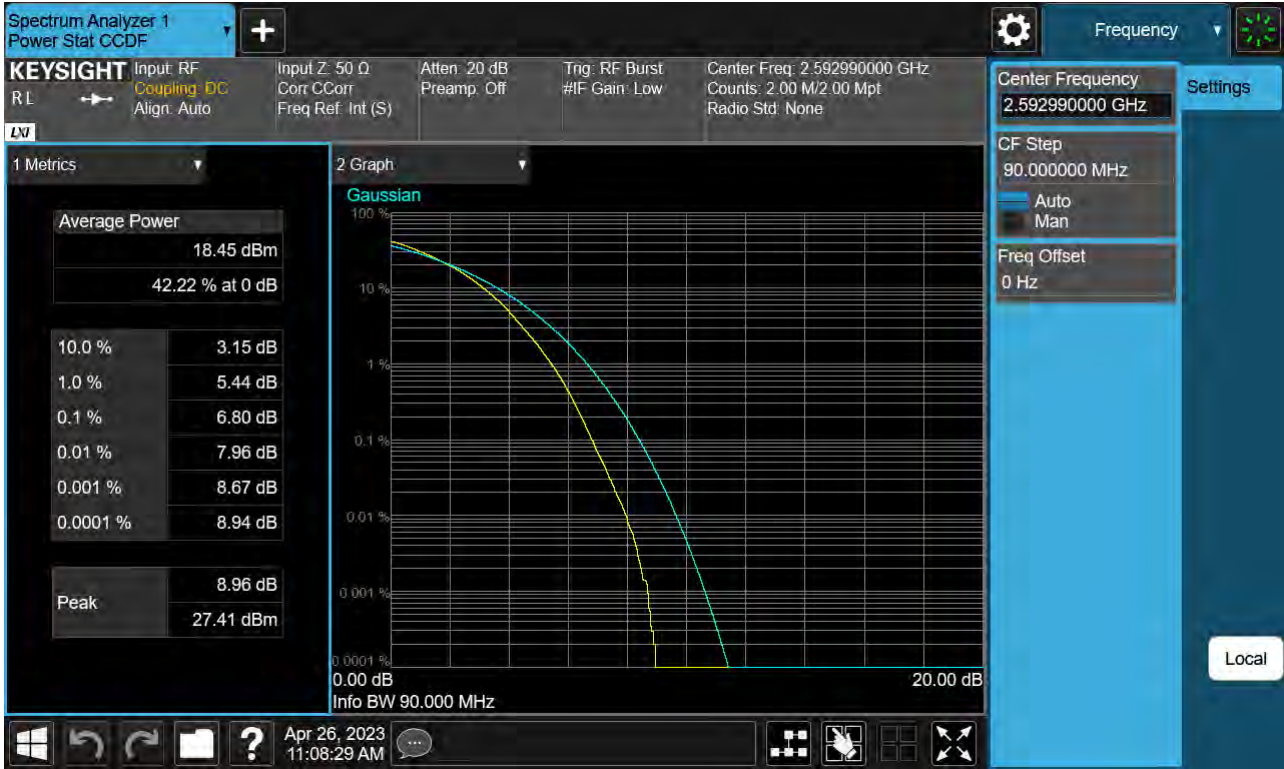 Spectrum Analyzer 1
Power Stat CCDF
Frequency
KEYSIGHT
R L
LXI
Input: RF
Coupling: DC
Align: Auto
Input Z: 50 Ω
Corr CCorr
Freq Ref: Int (S)
Atten: 20 dB
Preamp: Off
Trig: RF Burst
#IF Gain: Low
Center Freq: 2.592990000 GHz
Counts: 2.00 M/2.00 Mpt
Radio Std: None
Center Frequency
2.592990000 GHz
Settings
CF Step
90.000000 MHz
Auto
Man
Freq Offset
0 Hz
Local
1 Metrics
Average Power
18.45 dBm
42.22 % at 0 dB
10.0 % 3.15 dB
1.0 % 5.44 dB
0.1 % 6.80 dB
0.01 % 7.96 dB
0.001 % 8.67 dB
0.0001 % 8.94 dB
Peak
8.96 dB
27.41 dBm
2 Graph
Gaussian
100 %
10 %
1 %
0.1 %
0.01 %
0.001 %
0.0001 %
0.00 dB 20.00 dB
Info BW 90.000 MHz
?
Apr 26, 2023
11:08:29 AM